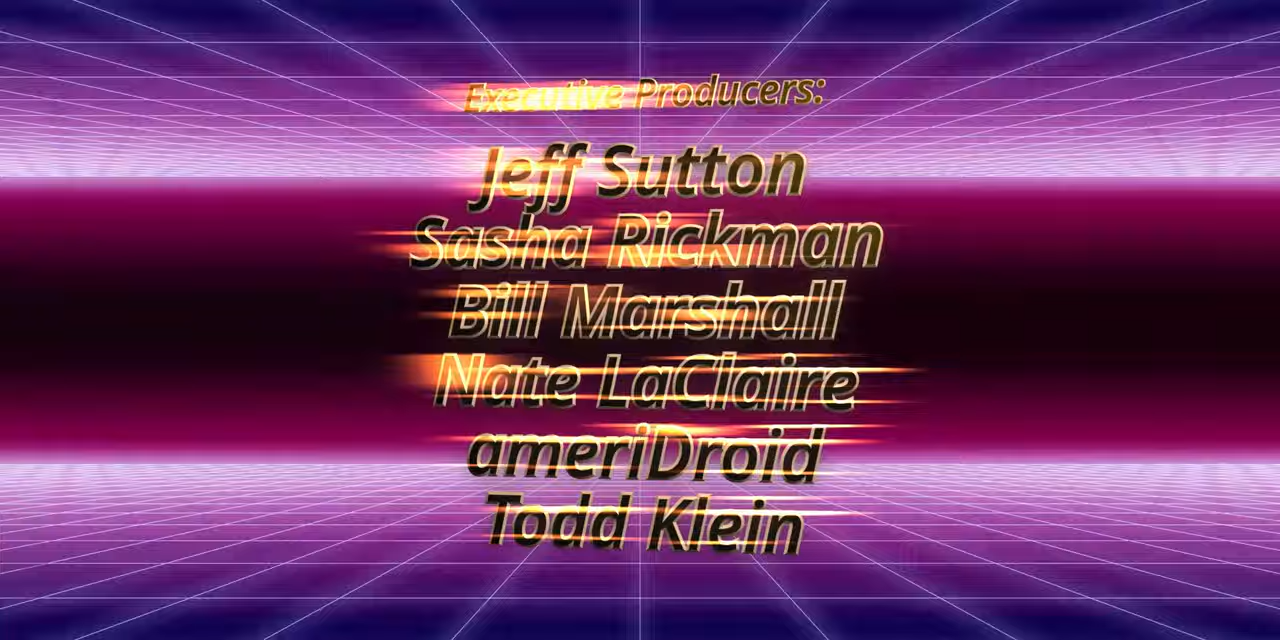 Executive Producers:
Jeff Sutton
Sasha Rickman
Bill Marshall
Nate LaClaire
ameriDroid
Todd Klein